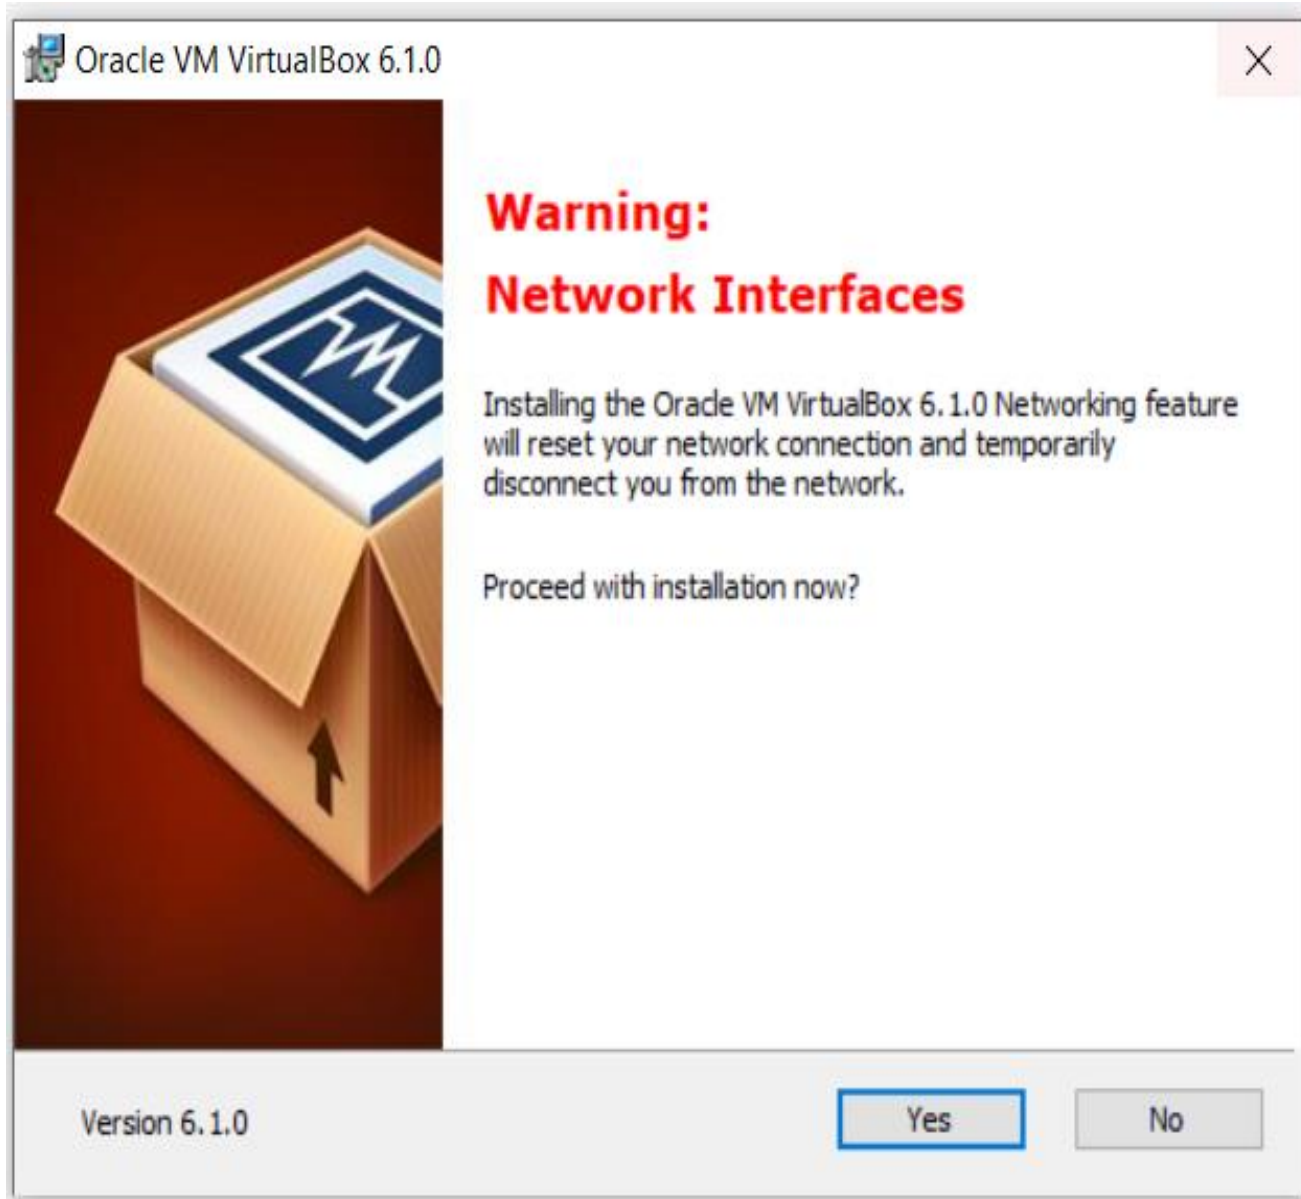 Oracle VM VirtualBox 6.1.0
Warning:
Network Interfaces
Installing the Oracle VM VirtualBox 6.1.0 Networking feature
will reset your network connection and temporarily
disconnect you from the network.
Proceed with installation now?
Version 6.1.0
Yes
No